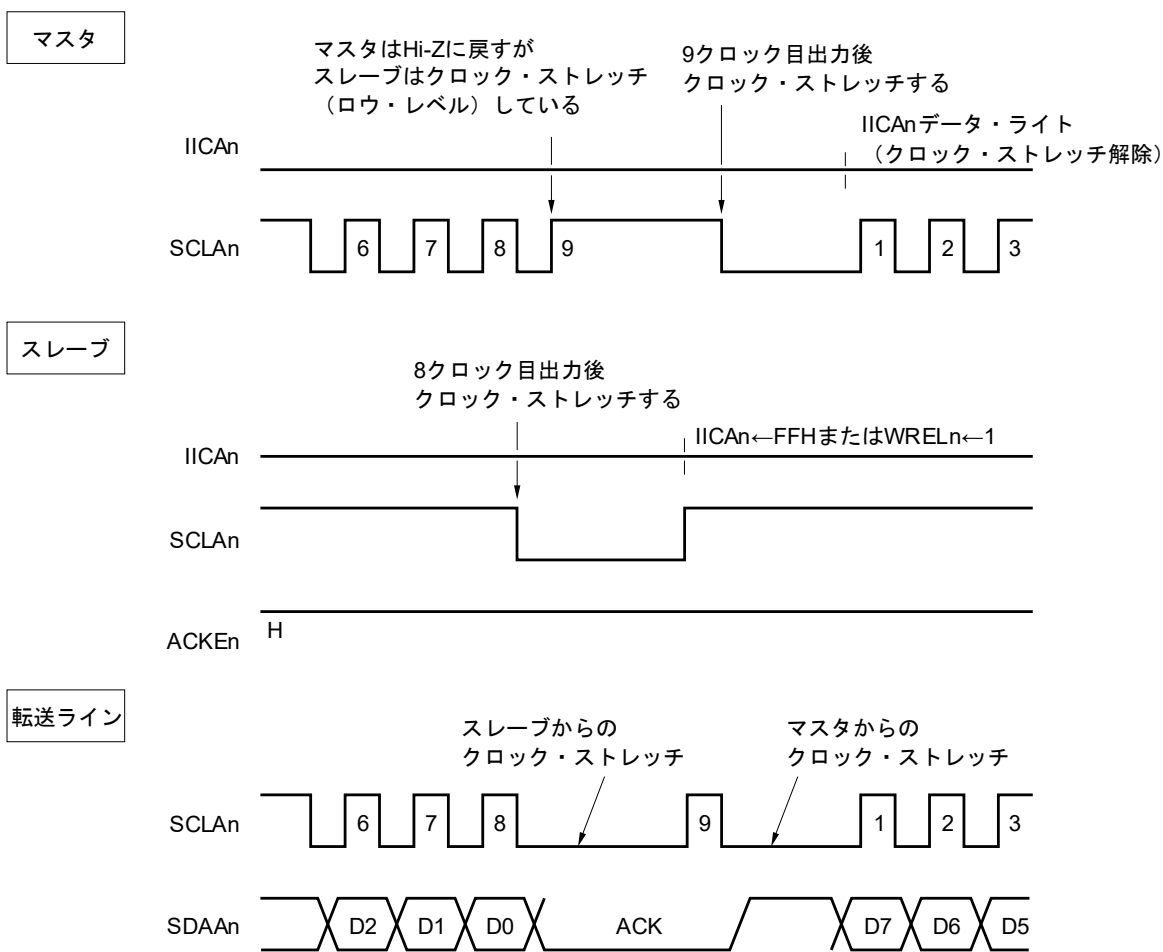 マスタ
マスタはHi-Zに戻すが
スレーブはクロック・ストレッチ
（ロウ・レベル）している
9クロック目出力後
クロック・ストレッチする
IICAnデータ・ライト
（クロック・ストレッチ解除）
IICAn
SCLAn
6
7
8
9
1
2
3
スレーブ
8クロック目出力後
クロック・ストレッチする
IICAn←FFHまたはWRELn←1
IICAn
SCLAn
H
ACKEn
転送ライン
スレーブからの
クロック・ストレッチ
マスタからの
クロック・ストレッチ
SCLAn
6
7
8
9
1
2
3
SDAAn
D2
D1
D0
ACK
D7
D6
D5